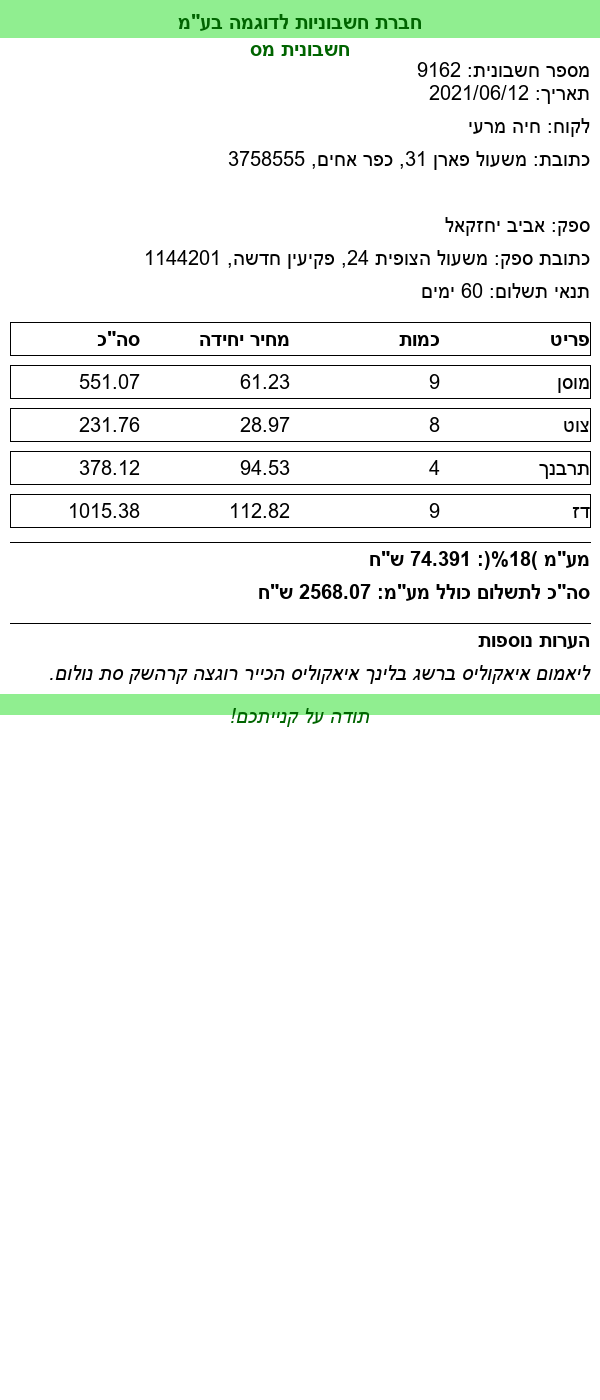 חברת חשבוניות לדוגמה בע"מ
חשבונית מס
מספר חשבונית: 9162
תאריך: 2021/06/12
לקוח: חיה מרעי
כתובת: משעול פארן 31, כפר אחים, 3758555
ספק: אביב יחזקאל
כתובת ספק: משעול הצופית 24, פקיעין חדשה, 1144201
תנאי תשלום: 60 ימים
פריט כמות מחיר יחידה סה"כ
מוסן 9 61.23 551.07
צוט 8 28.97 231.76
תרבנך 4 94.53 378.12
דז 9 112.82 1015.38
מע"מ )18%(: 74.391 ש"ח
סה"כ לתשלום כולל מע"מ: 2568.07 ש"ח
הערות נוספות
ליאמום איאקוליס ברשג בלינך איאקוליס הכייר רוגצה קרהשק סת נולום.
תודה על קנייתכם!